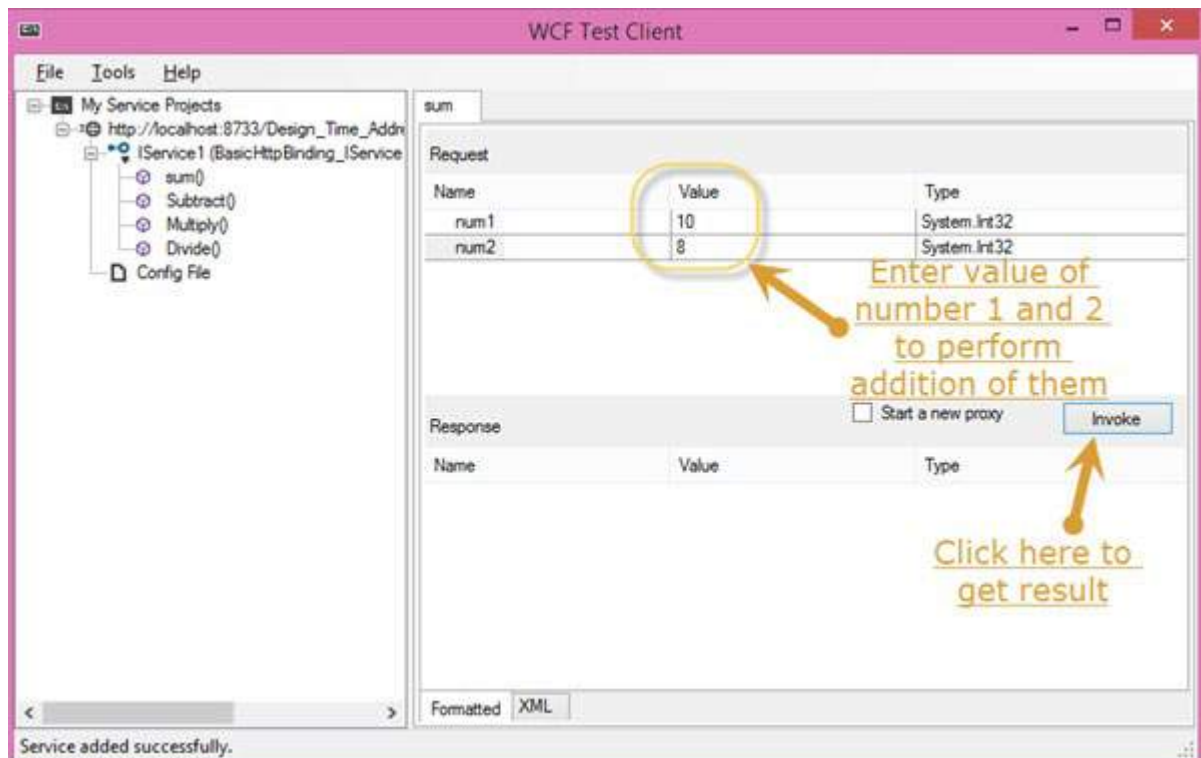 WCF Test Client
File Tools Help
My Service Projects
http://localhost:8733/Design_Time_Addre
IService1 (BasicHttpBinding_IService
sum()
Subtract()
Multiply()
Divide()
Config File
sum
Request
Name Value Type
num1 10 System.Int32
num2 8 System.Int32
Enter value of
number 1 and 2
to perform
addition of them
Response
Start a new proxy
Invoke
Name Value Type
Click here to
get result
Formatted XML
Service added successfully.